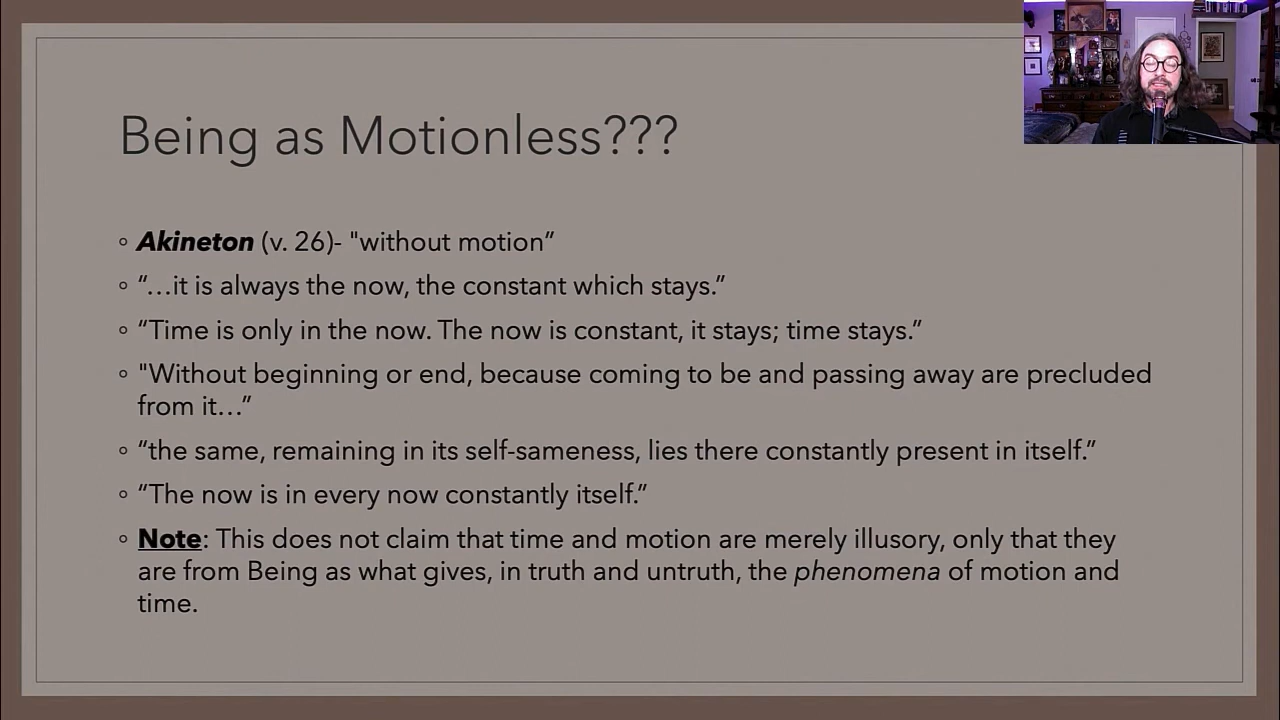 Being as Motionless???
◦ Akineton (v. 26)- "without motion”
◦ “…it is always the now, the constant which stays.”
◦ “Time is only in the now. The now is constant, it stays; time stays.”
◦ "Without beginning or end, because coming to be and passing away are precluded
from it…”
◦ “the same, remaining in its self-sameness, lies there constantly present in itself.”
◦ “The now is in every now constantly itself.”
◦ Note: This does not claim that time and motion are merely illusory, only that they
are from Being as what gives, in truth and untruth, the phenomena of motion and
time.